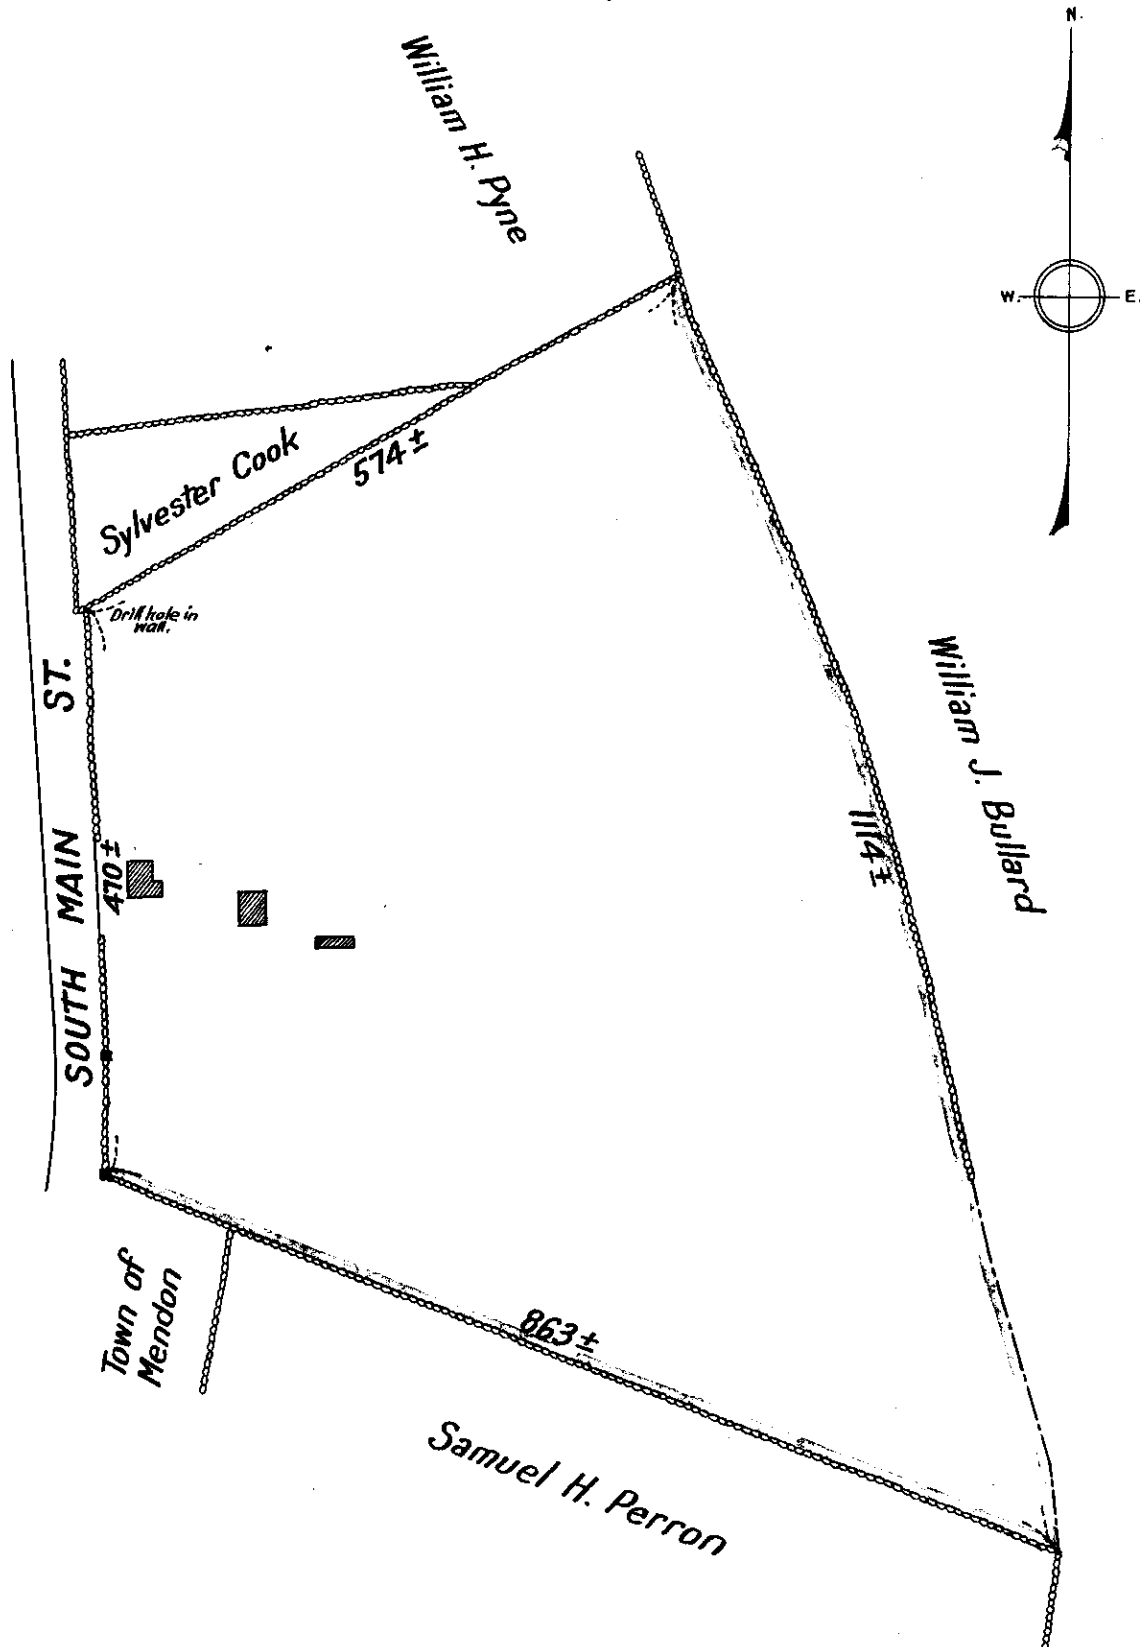 N.
William H. Pyne
W. E.
Sylvester Cook
574±
Drill hole in
wall.
SOUTH MAIN ST.
470±
William J. Bullard
1114±
Town of
Mendon
863±
Samuel H. Perron